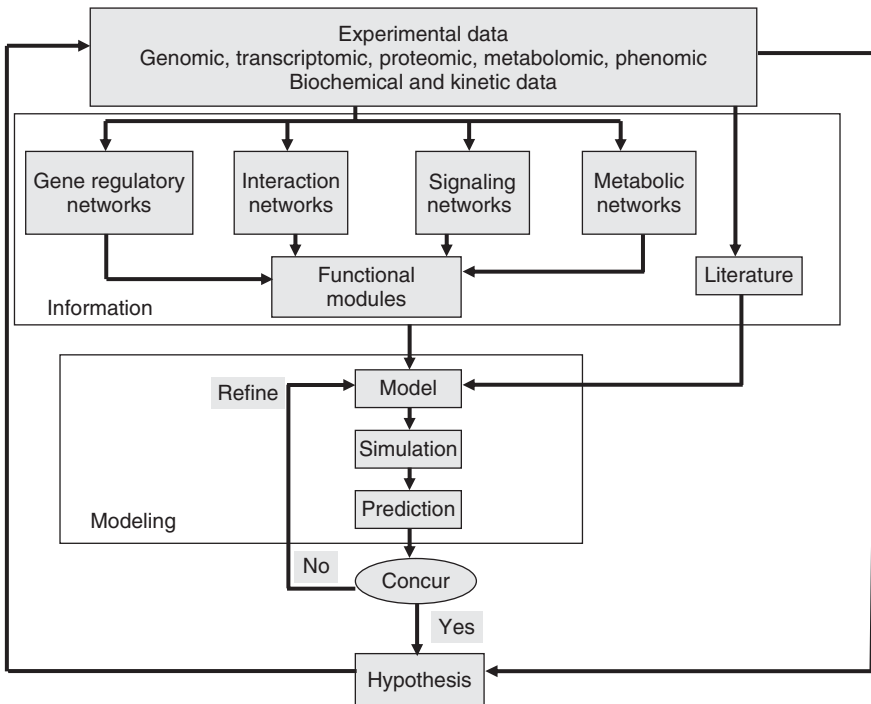 Experimental data
Genomic, transcriptomic, proteomic, metabolomic, phenomic
Biochemical and kinetic data
Gene regulatory
networks
Interaction
networks
Signaling
networks
Metabolic
networks
Functional
modules
Literature
Information
Refine
Model
Simulation
Prediction
Modeling
No
Concur
Yes
Hypothesis